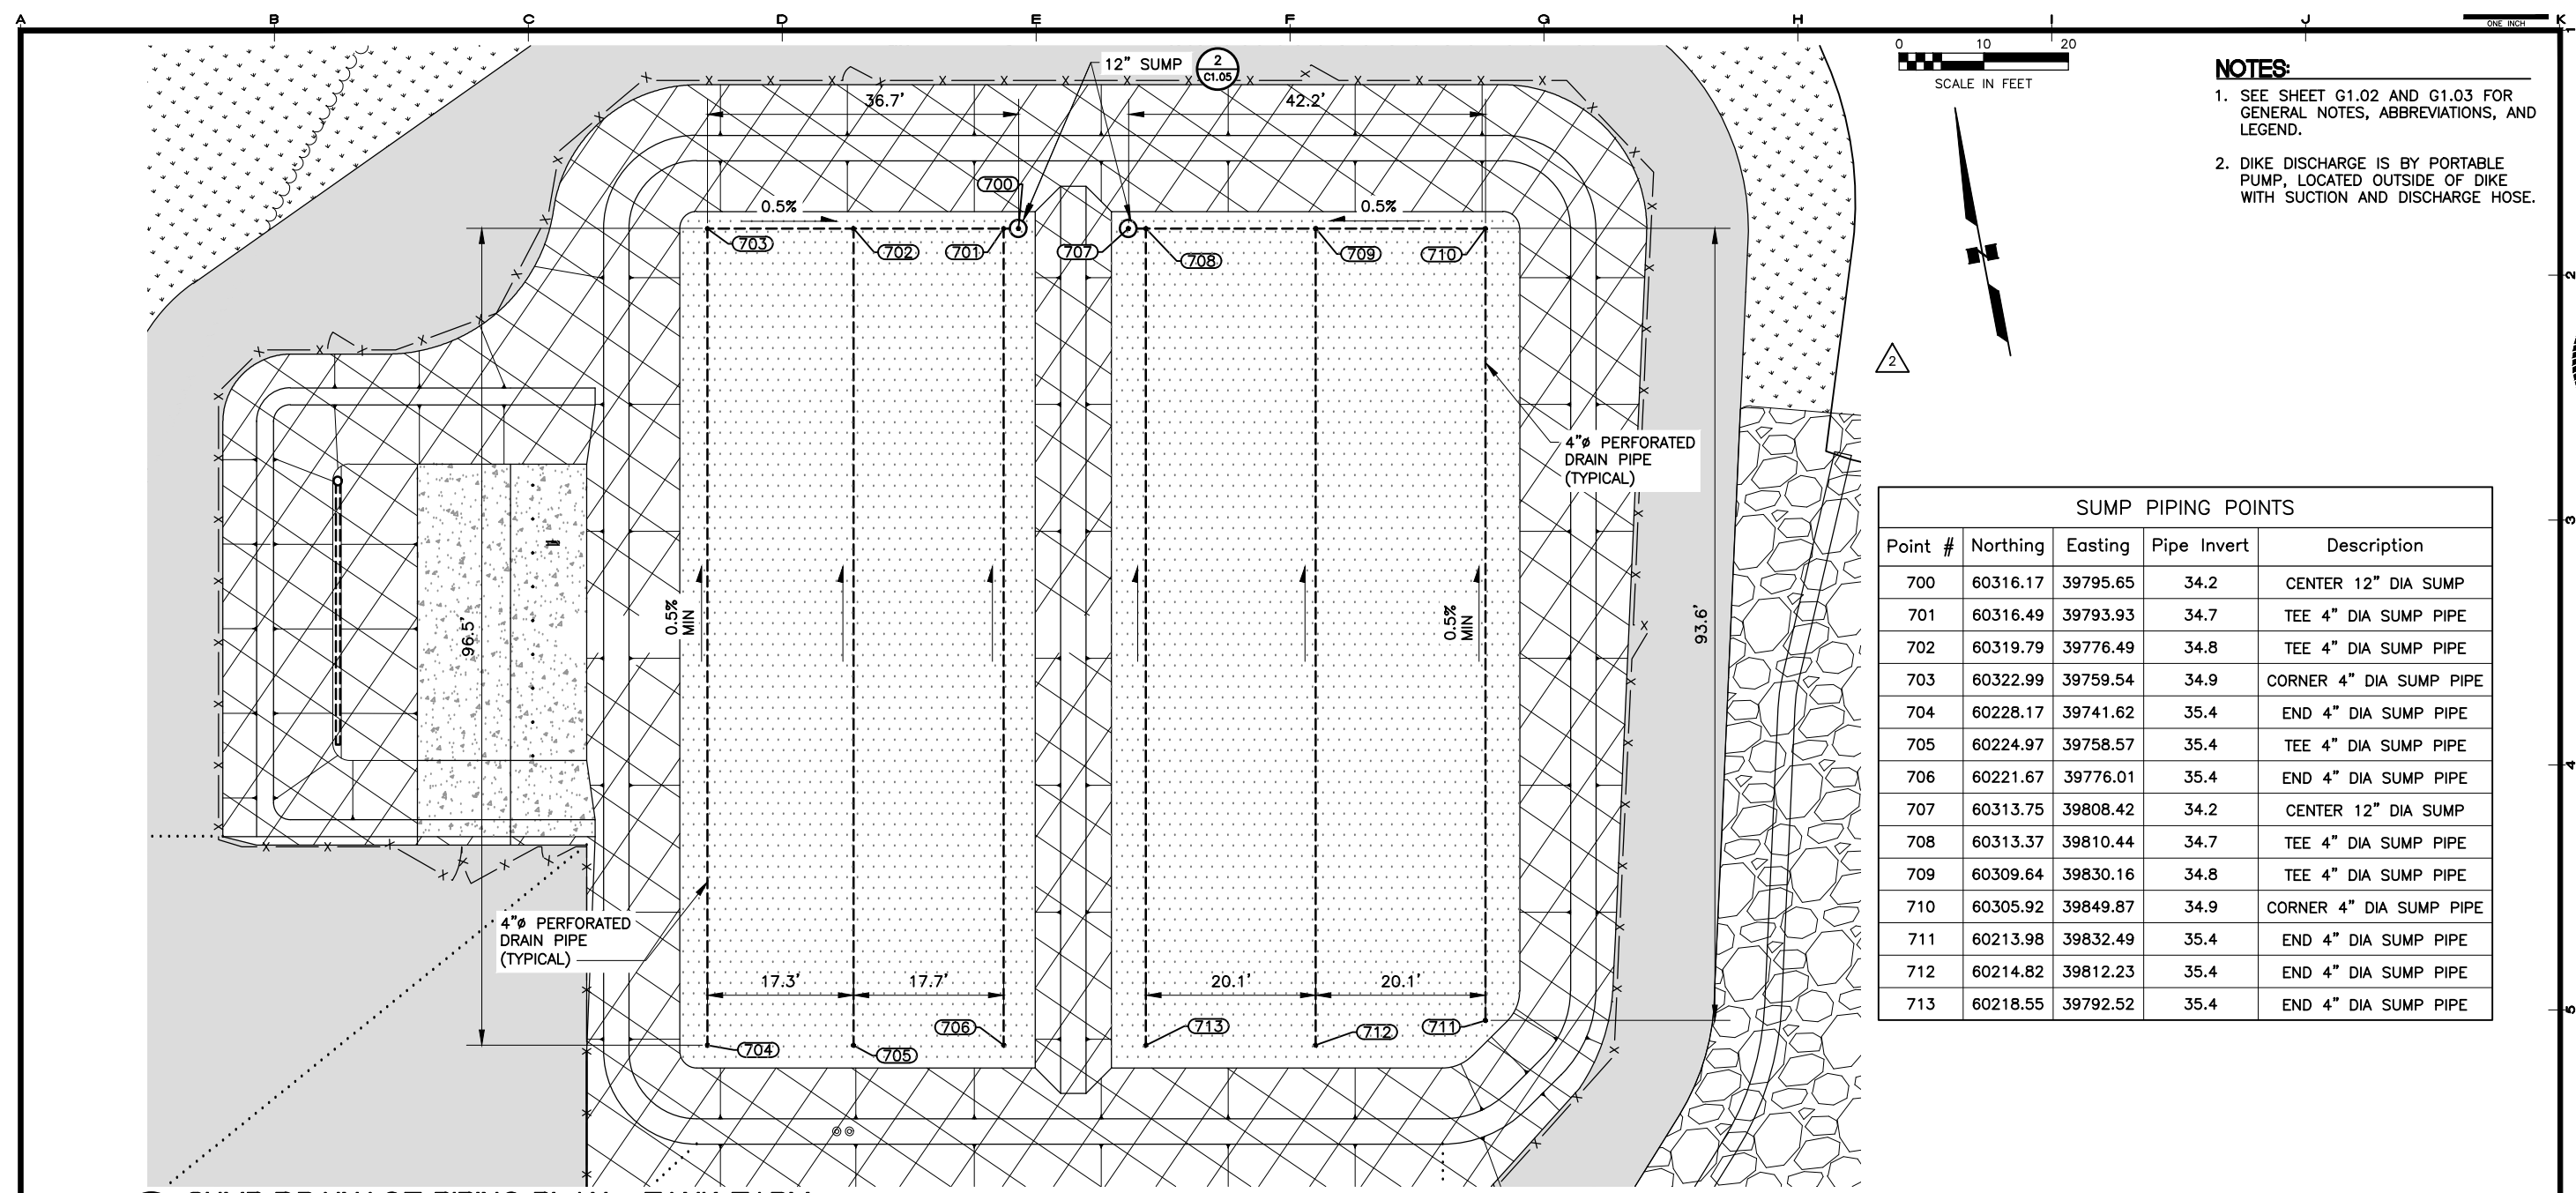 A B C D E F G H I J K
ONE INCH
1
2
3
4
5
12" SUMP
2
C1.05
36.7'
42.2'
0 10 20
SCALE IN FEET
NOTES:
1. SEE SHEET G1.02 AND G1.03 FOR
GENERAL NOTES, ABBREVIATIONS, AND
LEGEND.
2. DIKE DISCHARGE IS BY PORTABLE
PUMP, LOCATED OUTSIDE OF DIKE
WITH SUCTION AND DISCHARGE HOSE.
N
2
700
0.5%
0.5%
703
702
701
707
708
709
710
4"ø PERFORATED
DRAIN PIPE
(TYPICAL)
0.5%
MIN
0.5%
MIN
96.5'
93.6'
4"ø PERFORATED
DRAIN PIPE
(TYPICAL)
17.3'
17.7'
20.1'
20.1'
704
705
706
713
712
711
SUMP PIPING POINTS
Point # Northing Easting Pipe Invert Description
700 60316.17 39795.65 34.2 CENTER 12" DIA SUMP
701 60316.49 39793.93 34.7 TEE 4" DIA SUMP PIPE
702 60319.79 39776.49 34.8 TEE 4" DIA SUMP PIPE
703 60322.99 39759.54 34.9 CORNER 4" DIA SUMP PIPE
704 60228.17 39741.62 35.4 END 4" DIA SUMP PIPE
705 60224.97 39758.57 35.4 TEE 4" DIA SUMP PIPE
706 60221.67 39776.01 35.4 END 4" DIA SUMP PIPE
707 60313.75 39808.42 34.2 CENTER 12" DIA SUMP
708 60313.37 39810.44 34.7 TEE 4" DIA SUMP PIPE
709 60309.64 39830.16 34.8 TEE 4" DIA SUMP PIPE
710 60305.92 39849.87 34.9 CORNER 4" DIA SUMP PIPE
711 60213.98 39832.49 35.4 END 4" DIA SUMP PIPE
712 60214.82 39812.23 35.4 END 4" DIA SUMP PIPE
713 60218.55 39792.52 35.4 END 4" DIA SUMP PIPE